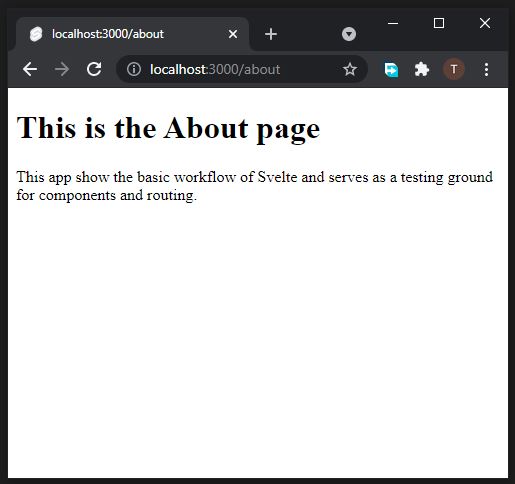 localhost:3000/about
localhost:3000/about
T
This is the About page
This app show the basic workflow of Svelte and serves as a testing ground
for components and routing.